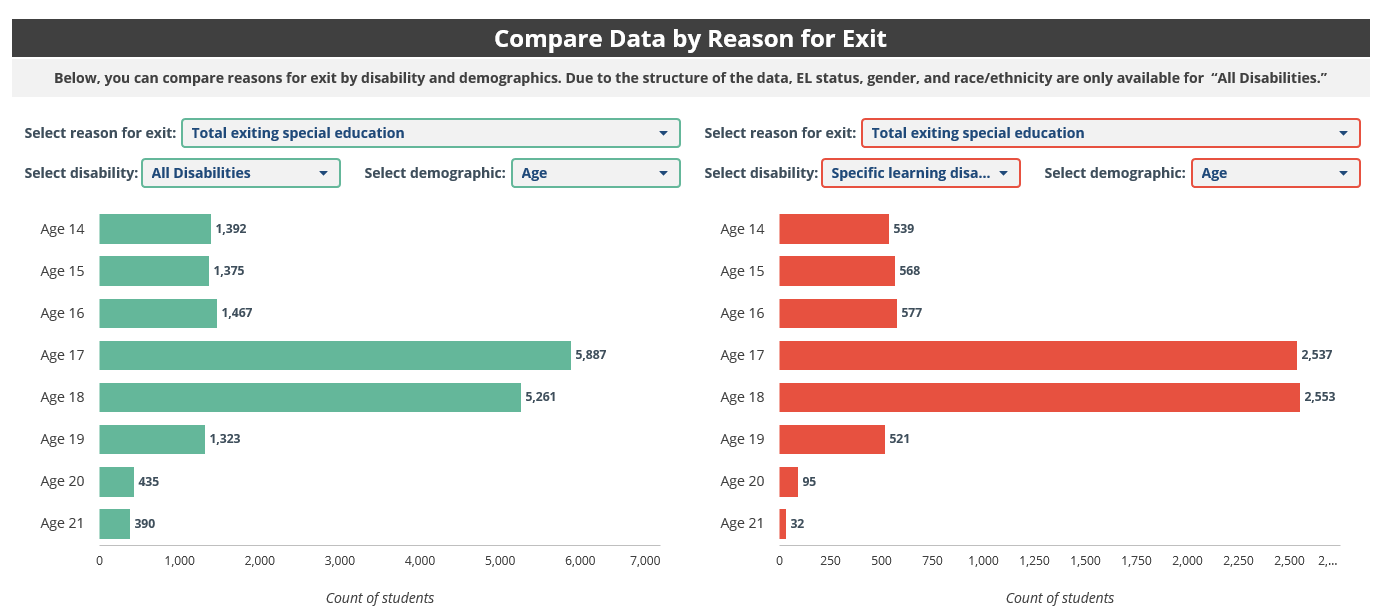 Compare Data by Reason for Exit
Below, you can compare reasons for exit by disability and demographics. Due to the structure of the data, EL status, gender, and race/ethnicity are only available for “All Disabilities.”
Select reason for exit: Total exiting special education
Select disability: All Disabilities Select demographic: Age
Age 14 1,392
Age 15 1,375
Age 16 1,467
Age 17 5,887
Age 18 5,261
Age 19 1,323
Age 20 435
Age 21 390
0 1,000 2,000 3,000 4,000 5,000 6,000 7,000
Count of students
Select reason for exit: Total exiting special education
Select disability: Specific learning disa... Select demographic: Age
Age 14 539
Age 15 568
Age 16 577
Age 17 2,537
Age 18 2,553
Age 19 521
Age 20 95
Age 21 32
0 250 500 750 1,000 1,250 1,500 1,750 2,000 2,250 2,500 2,...
Count of students